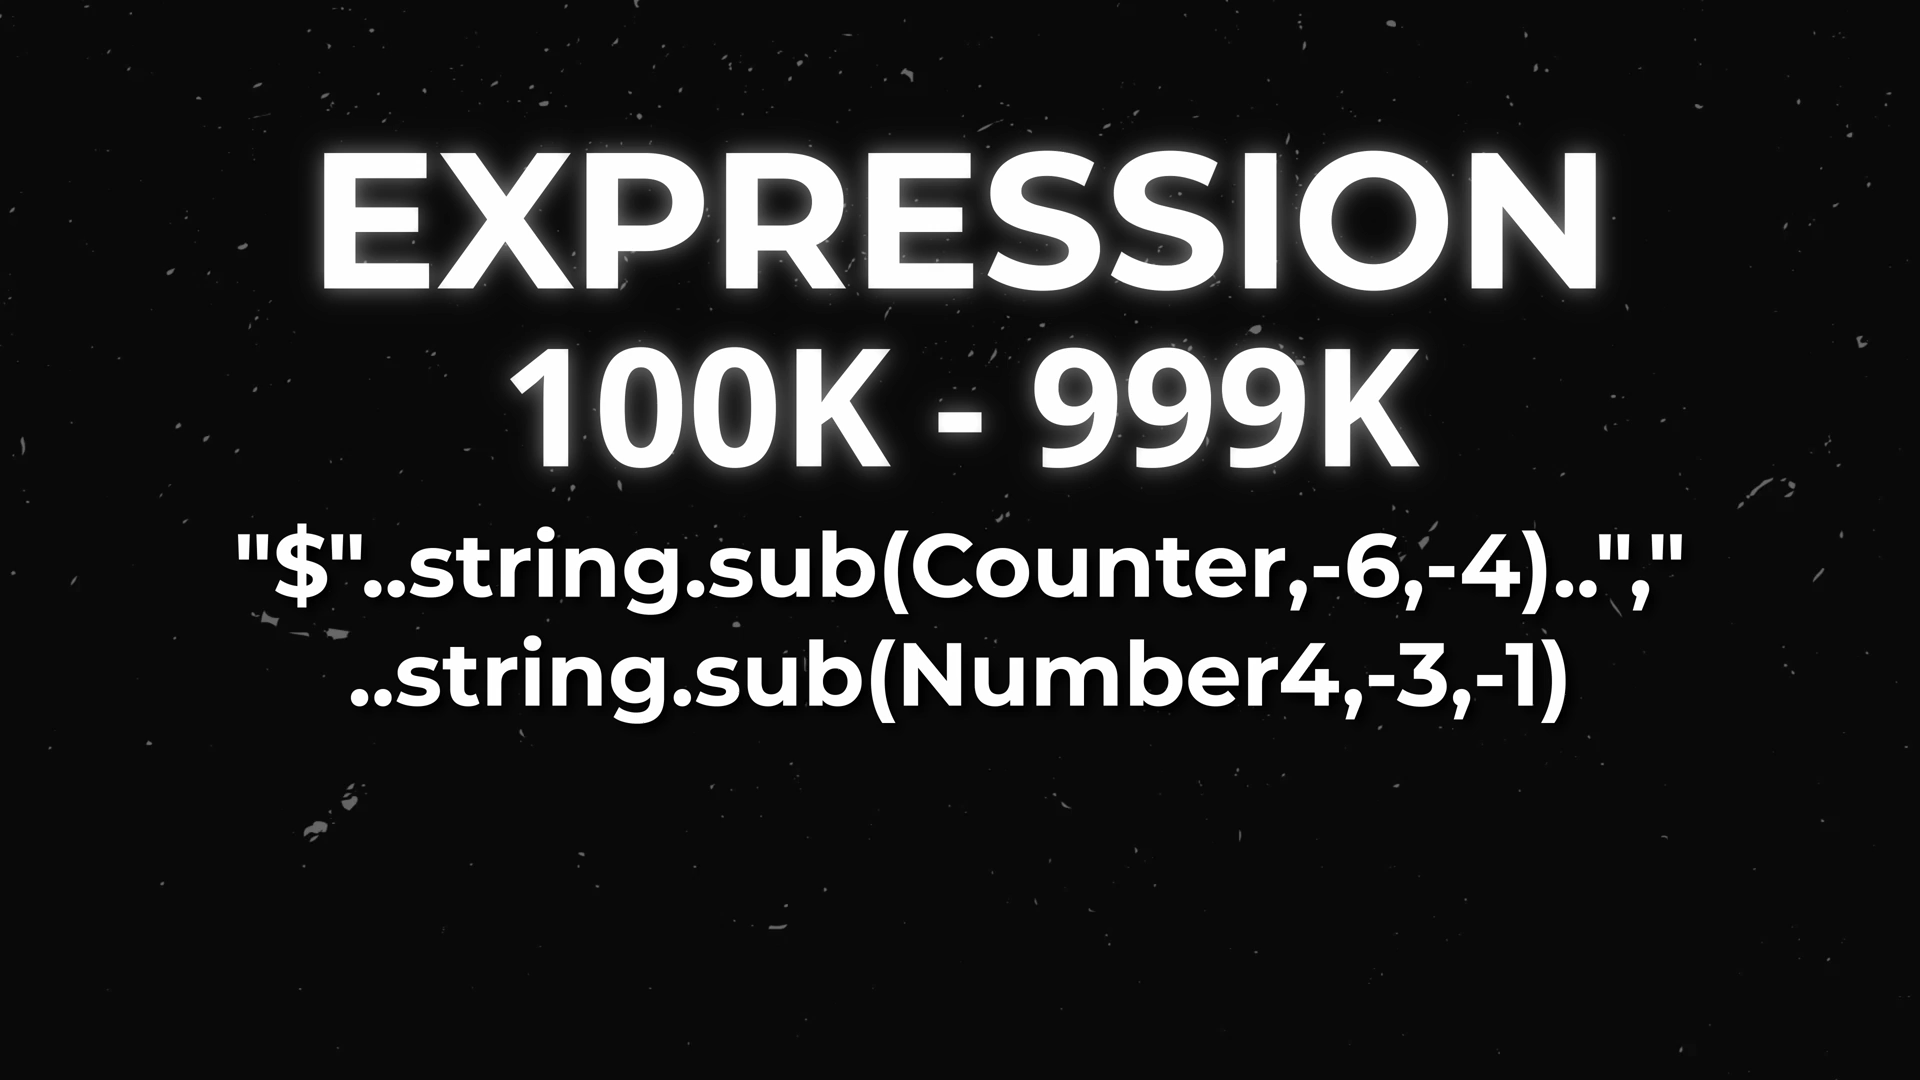 EXPRESSION
100K - 999K
"$"..string.sub(Counter,-6,-4)..","
..string.sub(Number4,-3,-1)